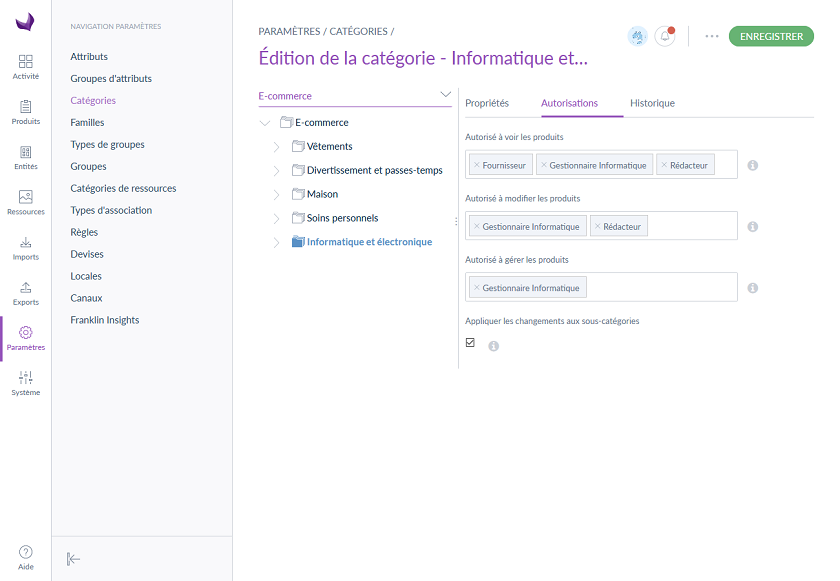 Activité
Produits
Entités
Ressources
Imports
Exports
Paramètres
Système
Aide
NAVIGATION PARAMÈTRES
Attributs
Groupes d'attributs
Catégories
Familles
Types de groupes
Groupes
Catégories de ressources
Types d'association
Règles
Devises
Locales
Canaux
Franklin Insights
PARAMÈTRES / CATÉGORIES /
ENREGISTRER
Édition de la catégorie - Informatique et...
E-commerce
E-commerce
Vêtements
Divertissement et passes-temps
Maison
Soins personnels
Informatique et électronique
Propriétés Autorisations Historique
Autorisé à voir les produits
× Fournisseur × Gestionnaire Informatique × Rédacteur
Autorisé à modifier les produits
× Gestionnaire Informatique × Rédacteur
Autorisé à gérer les produits
× Gestionnaire Informatique
Appliquer les changements aux sous-catégories